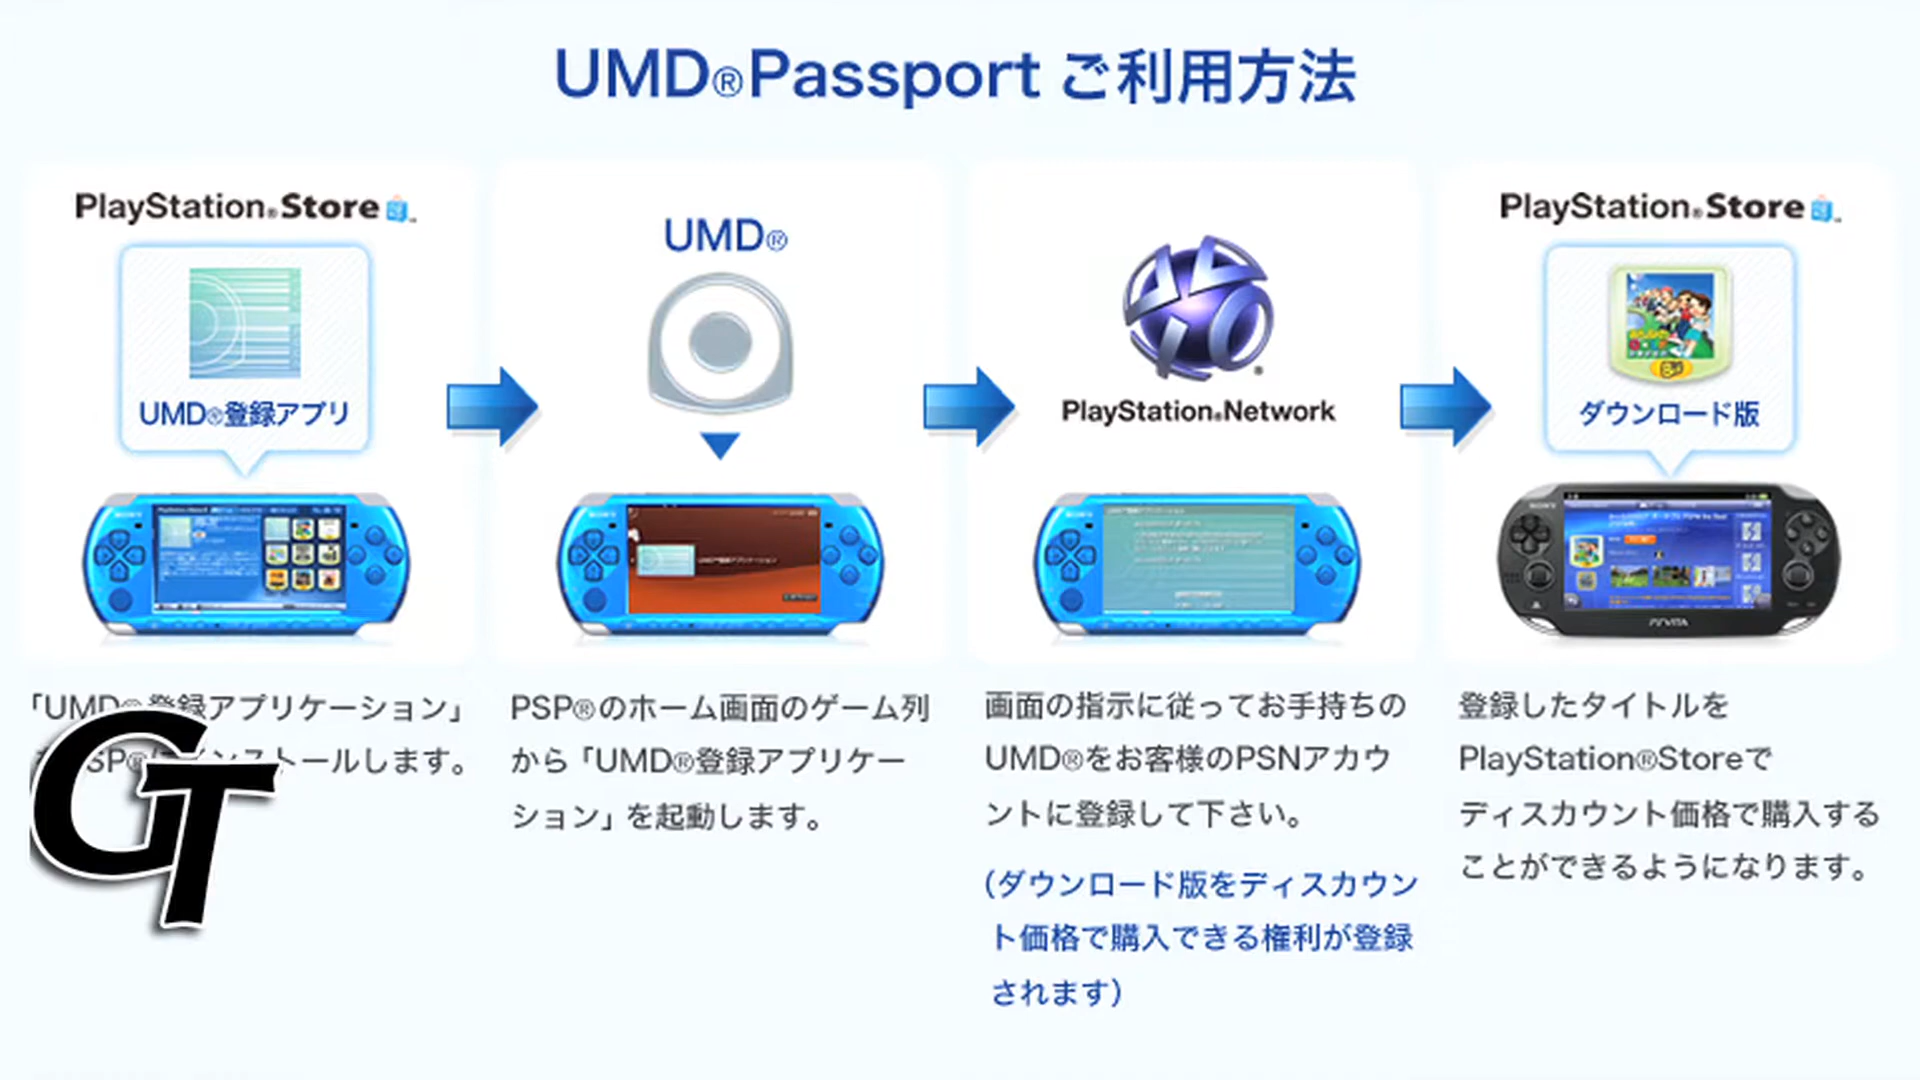 UMD®Passport ご利用方法
PlayStation®Store
UMD®登録アプリ
「UMD®登録アプリケーション」
ストールします。
UMD®
PSP®のホーム画面のゲーム列
から「UMD®登録アプリケー
ション」を起動します。
PlayStation®Network
画面の指示に従ってお手持ちの
UMD®をお客様のPSNアカウ
ントに登録して下さい。
(ダウンロード版をディスカウン
ト価格で購入できる権利が登録
されます)
PlayStation®Store
ダウンロード版
PSVITA
登録したタイトルを
PlayStation®Storeで
ディスカウント価格で購入する
ことができるようになります。
GT